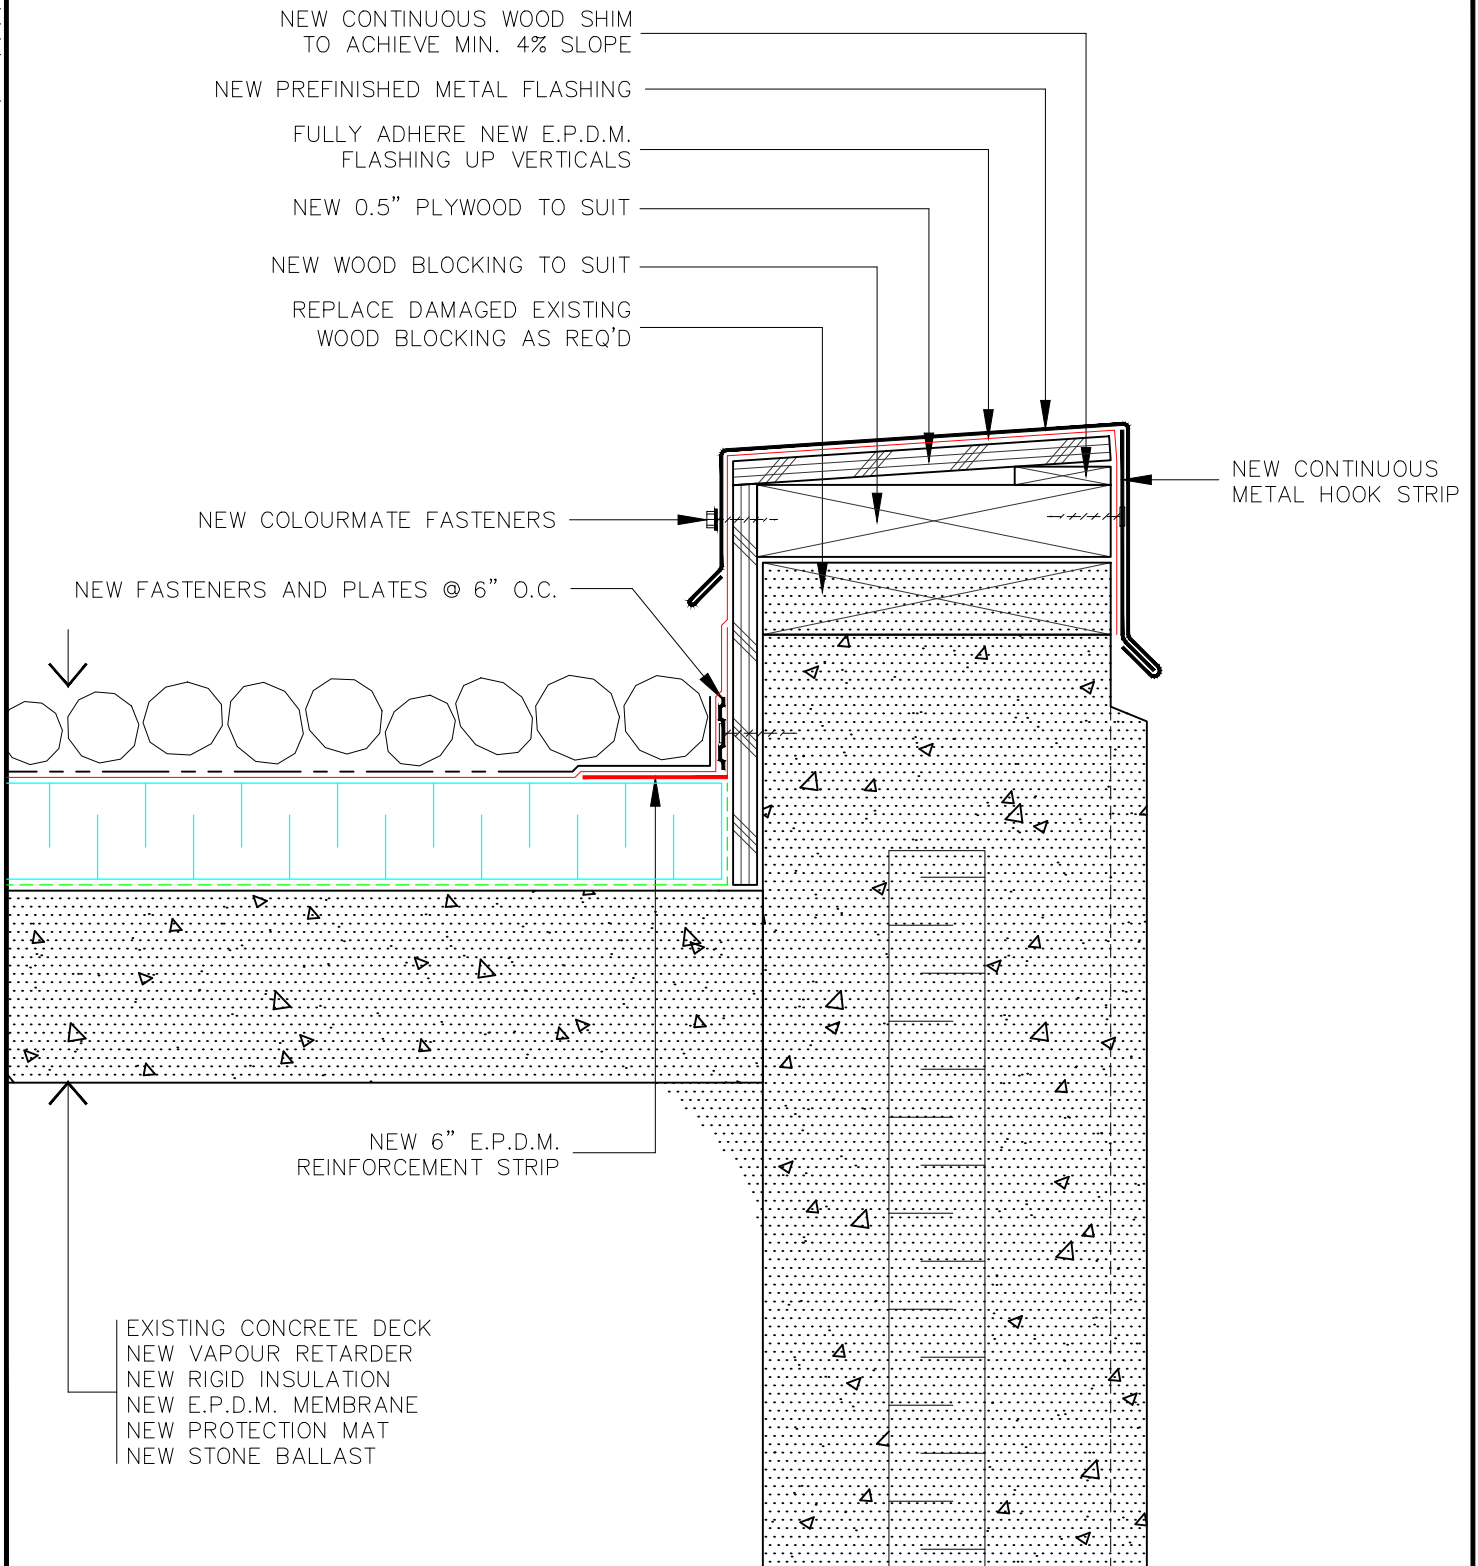 NEW CONTINUOUS WOOD SHIM
TO ACHIEVE MIN. 4% SLOPE
NEW PREFINISHED METAL FLASHING
FULLY ADHERE NEW E.P.D.M.
FLASHING UP VERTICALS
NEW 0.5" PLYWOOD TO SUIT
NEW WOOD BLOCKING TO SUIT
REPLACE DAMAGED EXISTING
WOOD BLOCKING AS REQ'D
NEW CONTINUOUS
METAL HOOK STRIP
NEW COLOURMATE FASTENERS
NEW FASTENERS AND PLATES @ 6" O.C.
NEW 6" E.P.D.M.
REINFORCEMENT STRIP
EXISTING CONCRETE DECK
NEW VAPOUR RETARDER
NEW RIGID INSULATION
NEW E.P.D.M. MEMBRANE
NEW PROTECTION MAT
NEW STONE BALLAST